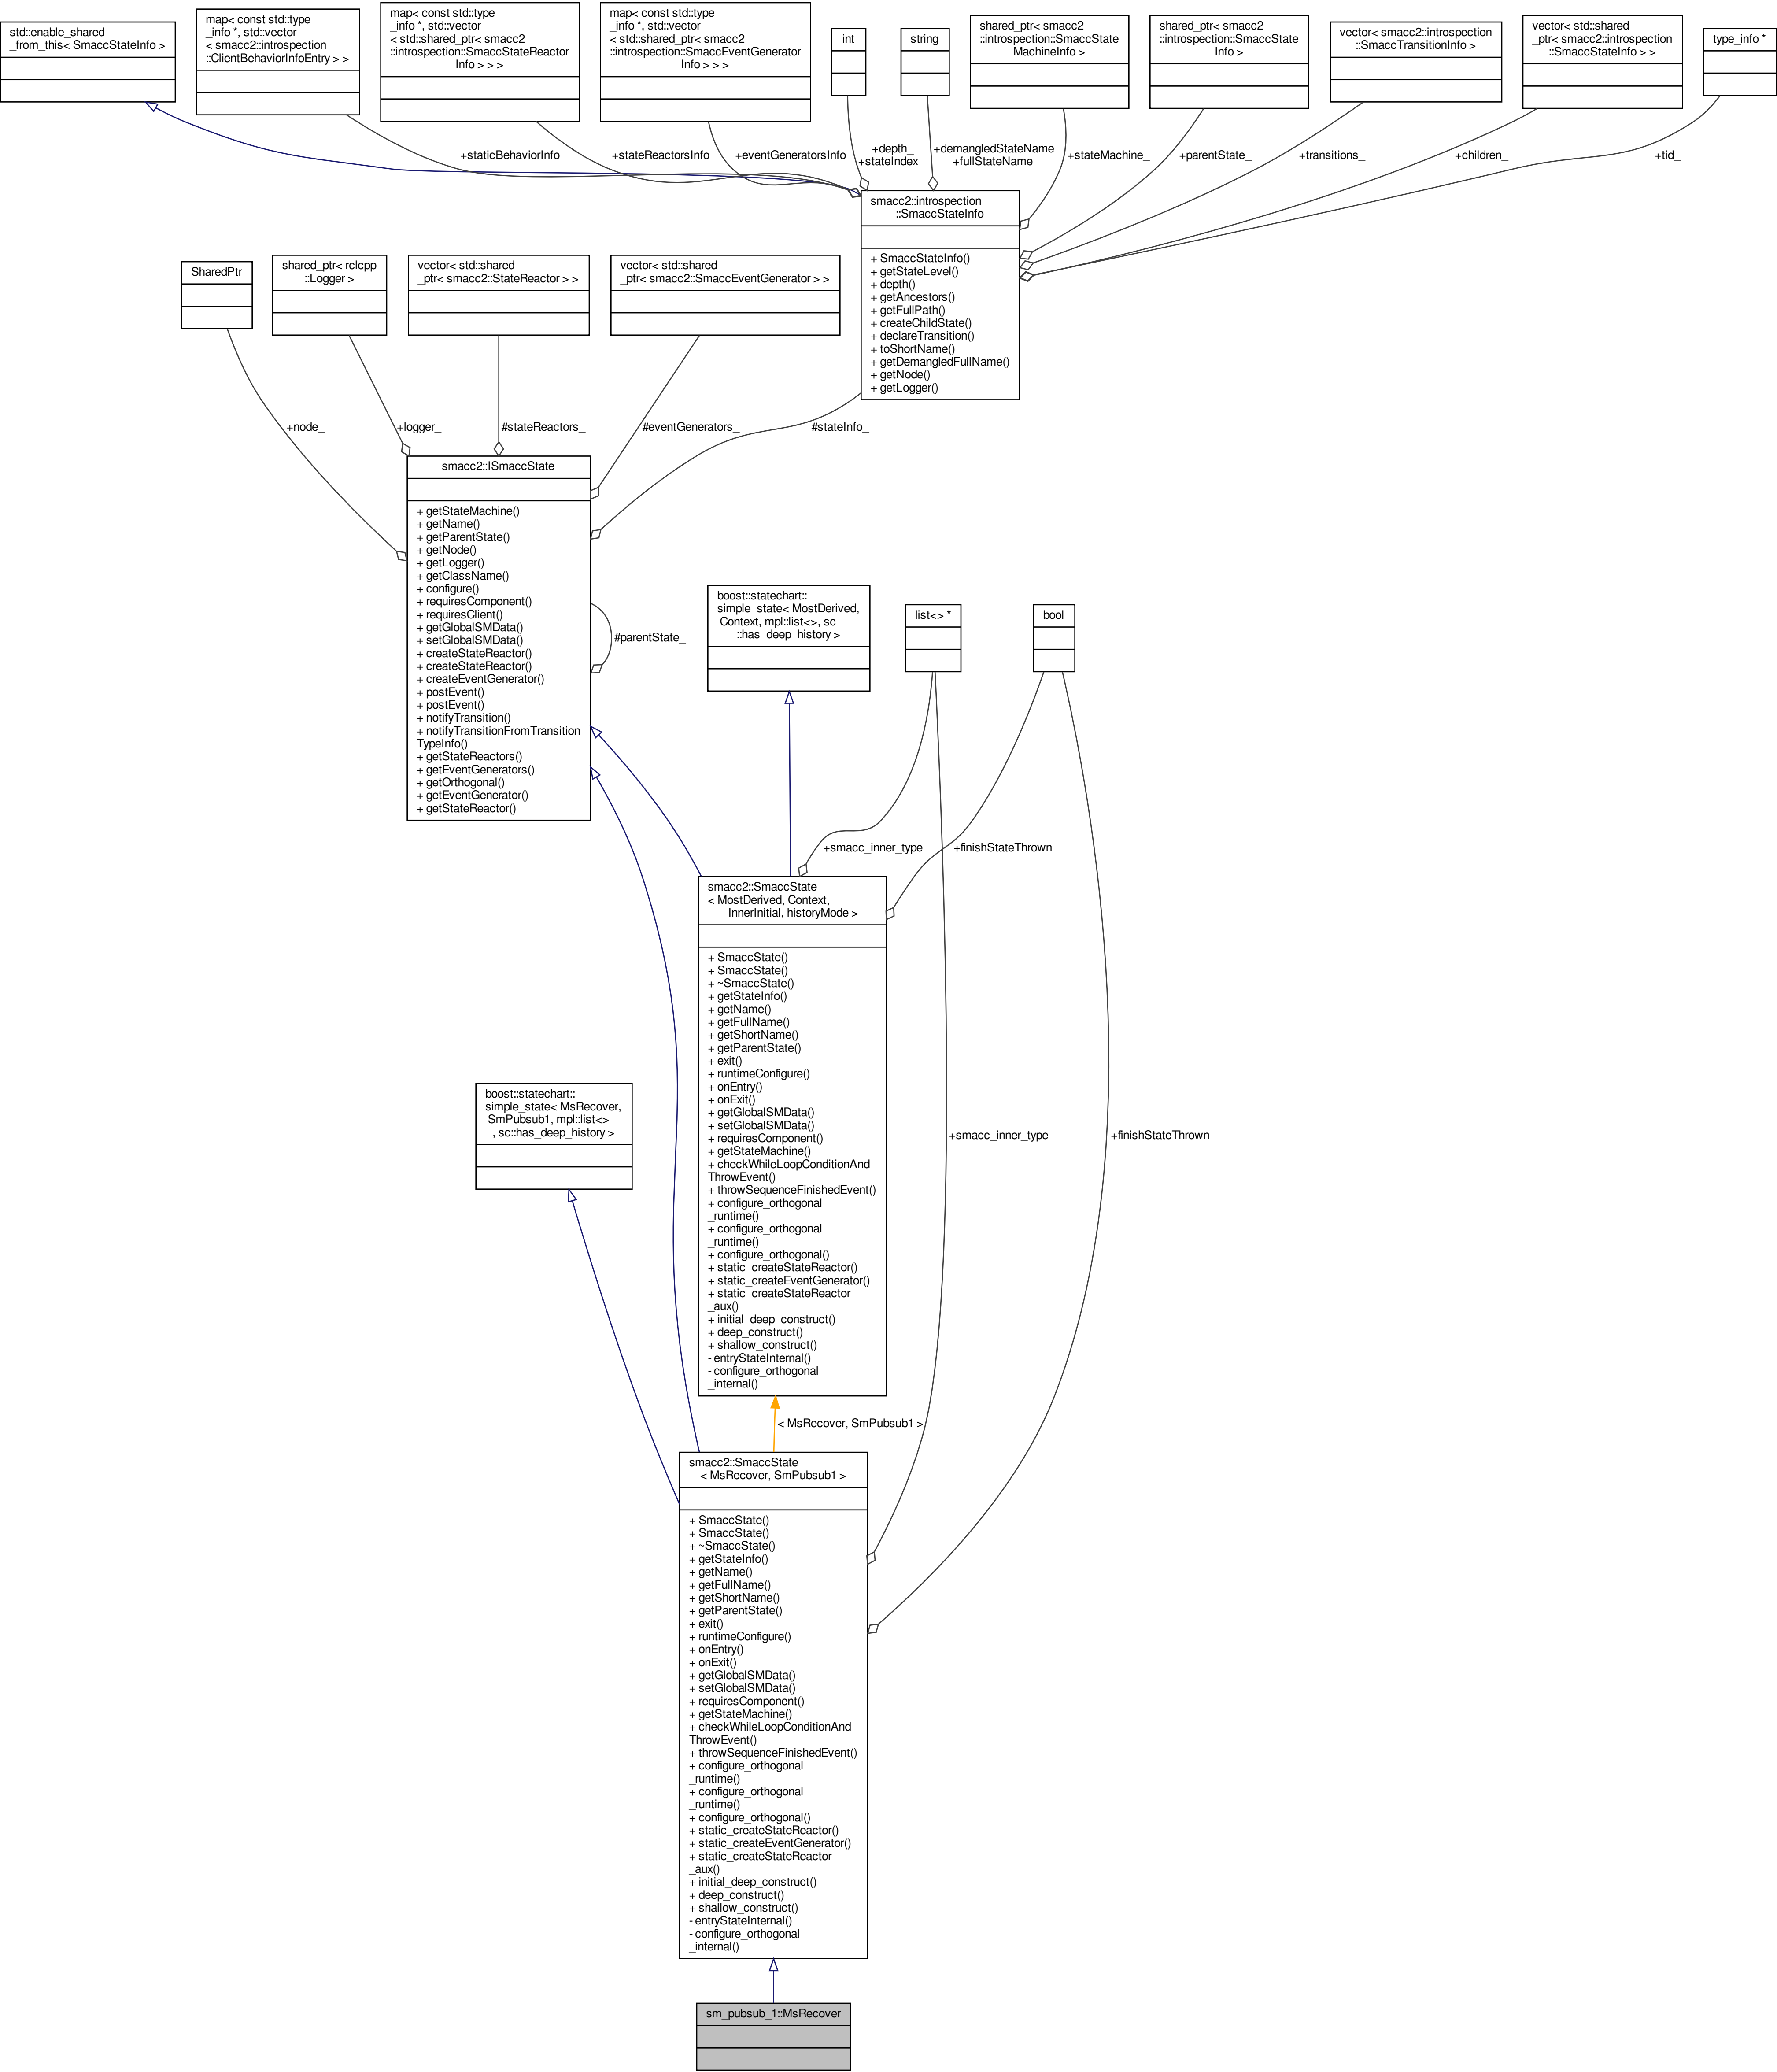 std::enable_shared
_from_this< SmaccStateInfo >
map< const std::type
_info *, std::vector
< smacc2::introspection
::ClientBehaviorInfoEntry > >
map< const std::type
_info *, std::vector
< std::shared_ptr< smacc2
::introspection::SmaccStateReactor
Info > > >
map< const std::type
_info *, std::vector
< std::shared_ptr< smacc2
::introspection::SmaccEventGenerator
Info > > >
int
string
shared_ptr< smacc2
::introspection::SmaccState
MachineInfo >
shared_ptr< smacc2
::introspection::SmaccState
Info >
vector< smacc2::introspection
::SmaccTransitionInfo >
vector< std::shared
_ptr< smacc2::introspection
::SmaccStateInfo > >
type_info *
+staticBehaviorInfo
+stateReactorsInfo
+eventGeneratorsInfo
+depth_
+stateIndex_
+demangledStateName
+fullStateName
+stateMachine_
+parentState_
+transitions_
+children_
+tid_
smacc2::introspection
::SmaccStateInfo
+ SmaccStateInfo()
+ getStateLevel()
+ depth()
+ getAncestors()
+ getFullPath()
+ createChildState()
+ declareTransition()
+ toShortName()
+ getDemangledFullName()
+ getNode()
+ getLogger()
SharedPtr
shared_ptr< rclcpp
::Logger >
vector< std::shared
_ptr< smacc2::StateReactor > >
vector< std::shared
_ptr< smacc2::SmaccEventGenerator > >
+node_
+logger_
#stateReactors_
#eventGenerators_
#stateInfo_
smacc2::ISmaccState
+ getStateMachine()
+ getName()
+ getParentState()
+ getNode()
+ getLogger()
+ getClassName()
+ configure()
+ requiresComponent()
+ requiresClient()
+ getGlobalSMData()
+ setGlobalSMData()
+ createStateReactor()
+ createStateReactor()
+ createEventGenerator()
+ postEvent()
+ postEvent()
+ notifyTransition()
+ notifyTransitionFromTransition
TypeInfo()
+ getStateReactors()
+ getEventGenerators()
+ getOrthogonal()
+ getEventGenerator()
+ getStateReactor()
#parentState_
boost::statechart::
simple_state< MostDerived,
Context, mpl::list<>, sc
::has_deep_history >
list<> *
bool
+smacc_inner_type
+finishStateThrown
smacc2::SmaccState
< MostDerived, Context,
InnerInitial, historyMode >
+ SmaccState()
+ SmaccState()
+ ~SmaccState()
+ getStateInfo()
+ getName()
+ getFullName()
+ getShortName()
+ getParentState()
+ exit()
+ runtimeConfigure()
+ onEntry()
+ onExit()
+ getGlobalSMData()
+ setGlobalSMData()
+ requiresComponent()
+ getStateMachine()
+ checkWhileLoopConditionAnd
ThrowEvent()
+ throwSequenceFinishedEvent()
+ configure_orthogonal
_runtime()
+ configure_orthogonal
_runtime()
+ configure_orthogonal()
+ static_createStateReactor()
+ static_createEventGenerator()
+ static_createStateReactor
_aux()
+ initial_deep_construct()
+ deep_construct()
+ shallow_construct()
- entryStateInternal()
- configure_orthogonal
_internal()
boost::statechart::
simple_state< MsRecover,
SmPubsub1, mpl::list<>
, sc::has_deep_history >
+smacc_inner_type
+finishStateThrown
< MsRecover, SmPubsub1 >
smacc2::SmaccState
< MsRecover, SmPubsub1 >
+ SmaccState()
+ SmaccState()
+ ~SmaccState()
+ getStateInfo()
+ getName()
+ getFullName()
+ getShortName()
+ getParentState()
+ exit()
+ runtimeConfigure()
+ onEntry()
+ onExit()
+ getGlobalSMData()
+ setGlobalSMData()
+ requiresComponent()
+ getStateMachine()
+ checkWhileLoopConditionAnd
ThrowEvent()
+ throwSequenceFinishedEvent()
+ configure_orthogonal
_runtime()
+ configure_orthogonal
_runtime()
+ configure_orthogonal()
+ static_createStateReactor()
+ static_createEventGenerator()
+ static_createStateReactor
_aux()
+ initial_deep_construct()
+ deep_construct()
+ shallow_construct()
- entryStateInternal()
- configure_orthogonal
_internal()
sm_pubsub_1::MsRecover